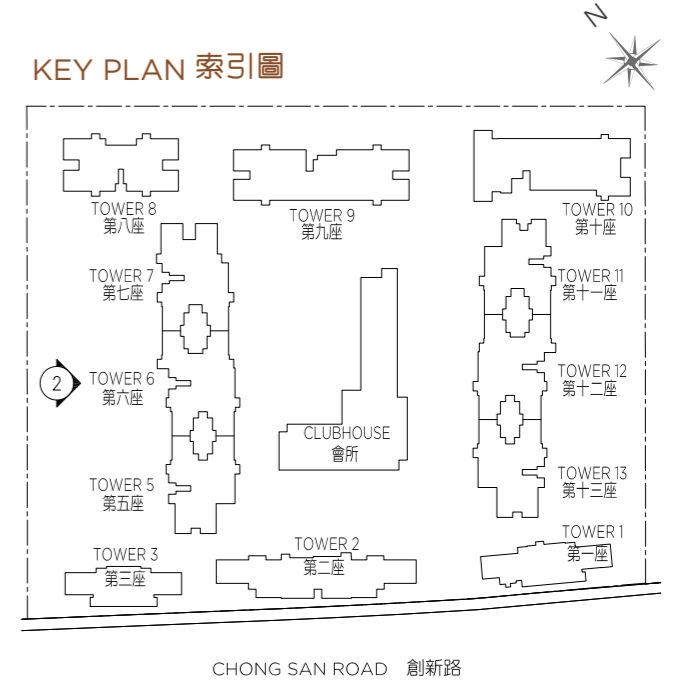 N
KEY PLAN 索引圖
TOWER 8
第八座
TOWER 9
第九座
TOWER 10
第十座
TOWER 7
第七座
TOWER 11
第十一座
2
TOWER 6
第六座
TOWER 12
第十二座
CLUBHOUSE
會所
TOWER 5
第五座
TOWER 13
第十三座
TOWER 3
第三座
TOWER 2
第二座
TOWER 1
第一座
CHONG SAN ROAD 創新路